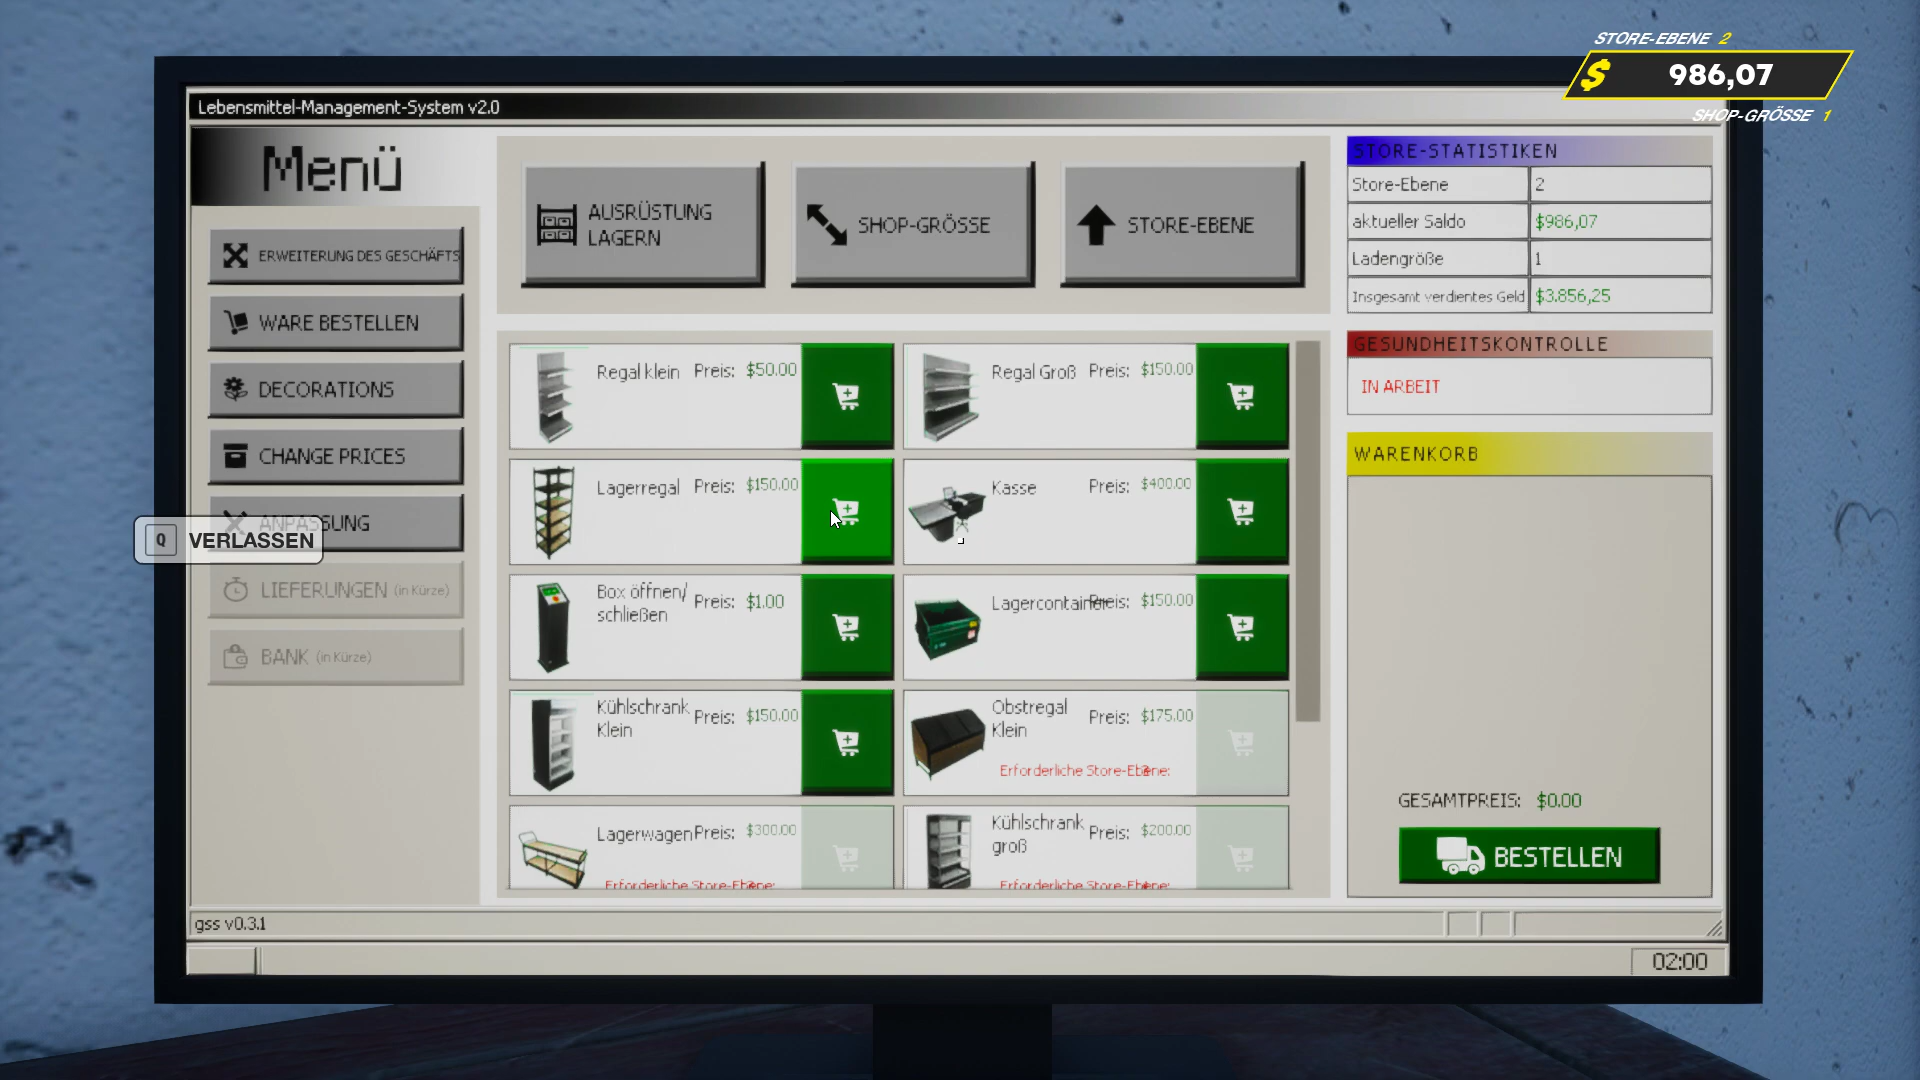 STORE-EBENE 2
$ 986,07
SHOP-GRÖSSE 1
Lebensmittel-Management-System v2.0
Menü
ERWEITERUNG DES GESCHÄFTS
WARE BESTELLEN
DECORATIONS
CHANGE PRICES
ANPASSUNG
Q VERLASSEN
LIEFERUNGEN (in Kürze)
BANK (in Kürze)
AUSRÜSTUNG
LAGERN
SHOP-GRÖSSE
STORE-EBENE
Regal klein Preis: $50.00
Regal Groß Preis: $150.00
Lagerregal Preis: $150.00
Kasse Preis: $400.00
Box öffnen/
schließen Preis: $1.00
Lagercontainer Preis: $150.00
Kühlschrank
Klein Preis: $150.00
Obstregal
Klein Preis: $175.00
Erforderliche Store-Ebene:
Lagerwagen Preis: $300.00
Erforderliche Store-Ebene:
Kühlschrank
groß Preis: $200.00
Erforderliche Store-Ebene:
STORE-STATISTIKEN
Store-Ebene 2
aktueller Saldo $986,07
Ladengröße 1
Insgesamt verdientes Geld $3.856,25
GESUNDHEITSKONTROLLE
IN ARBEIT
WARENKORB
GESAMTPREIS: $0.00
BESTELLEN
gss v0.3.1
02:00